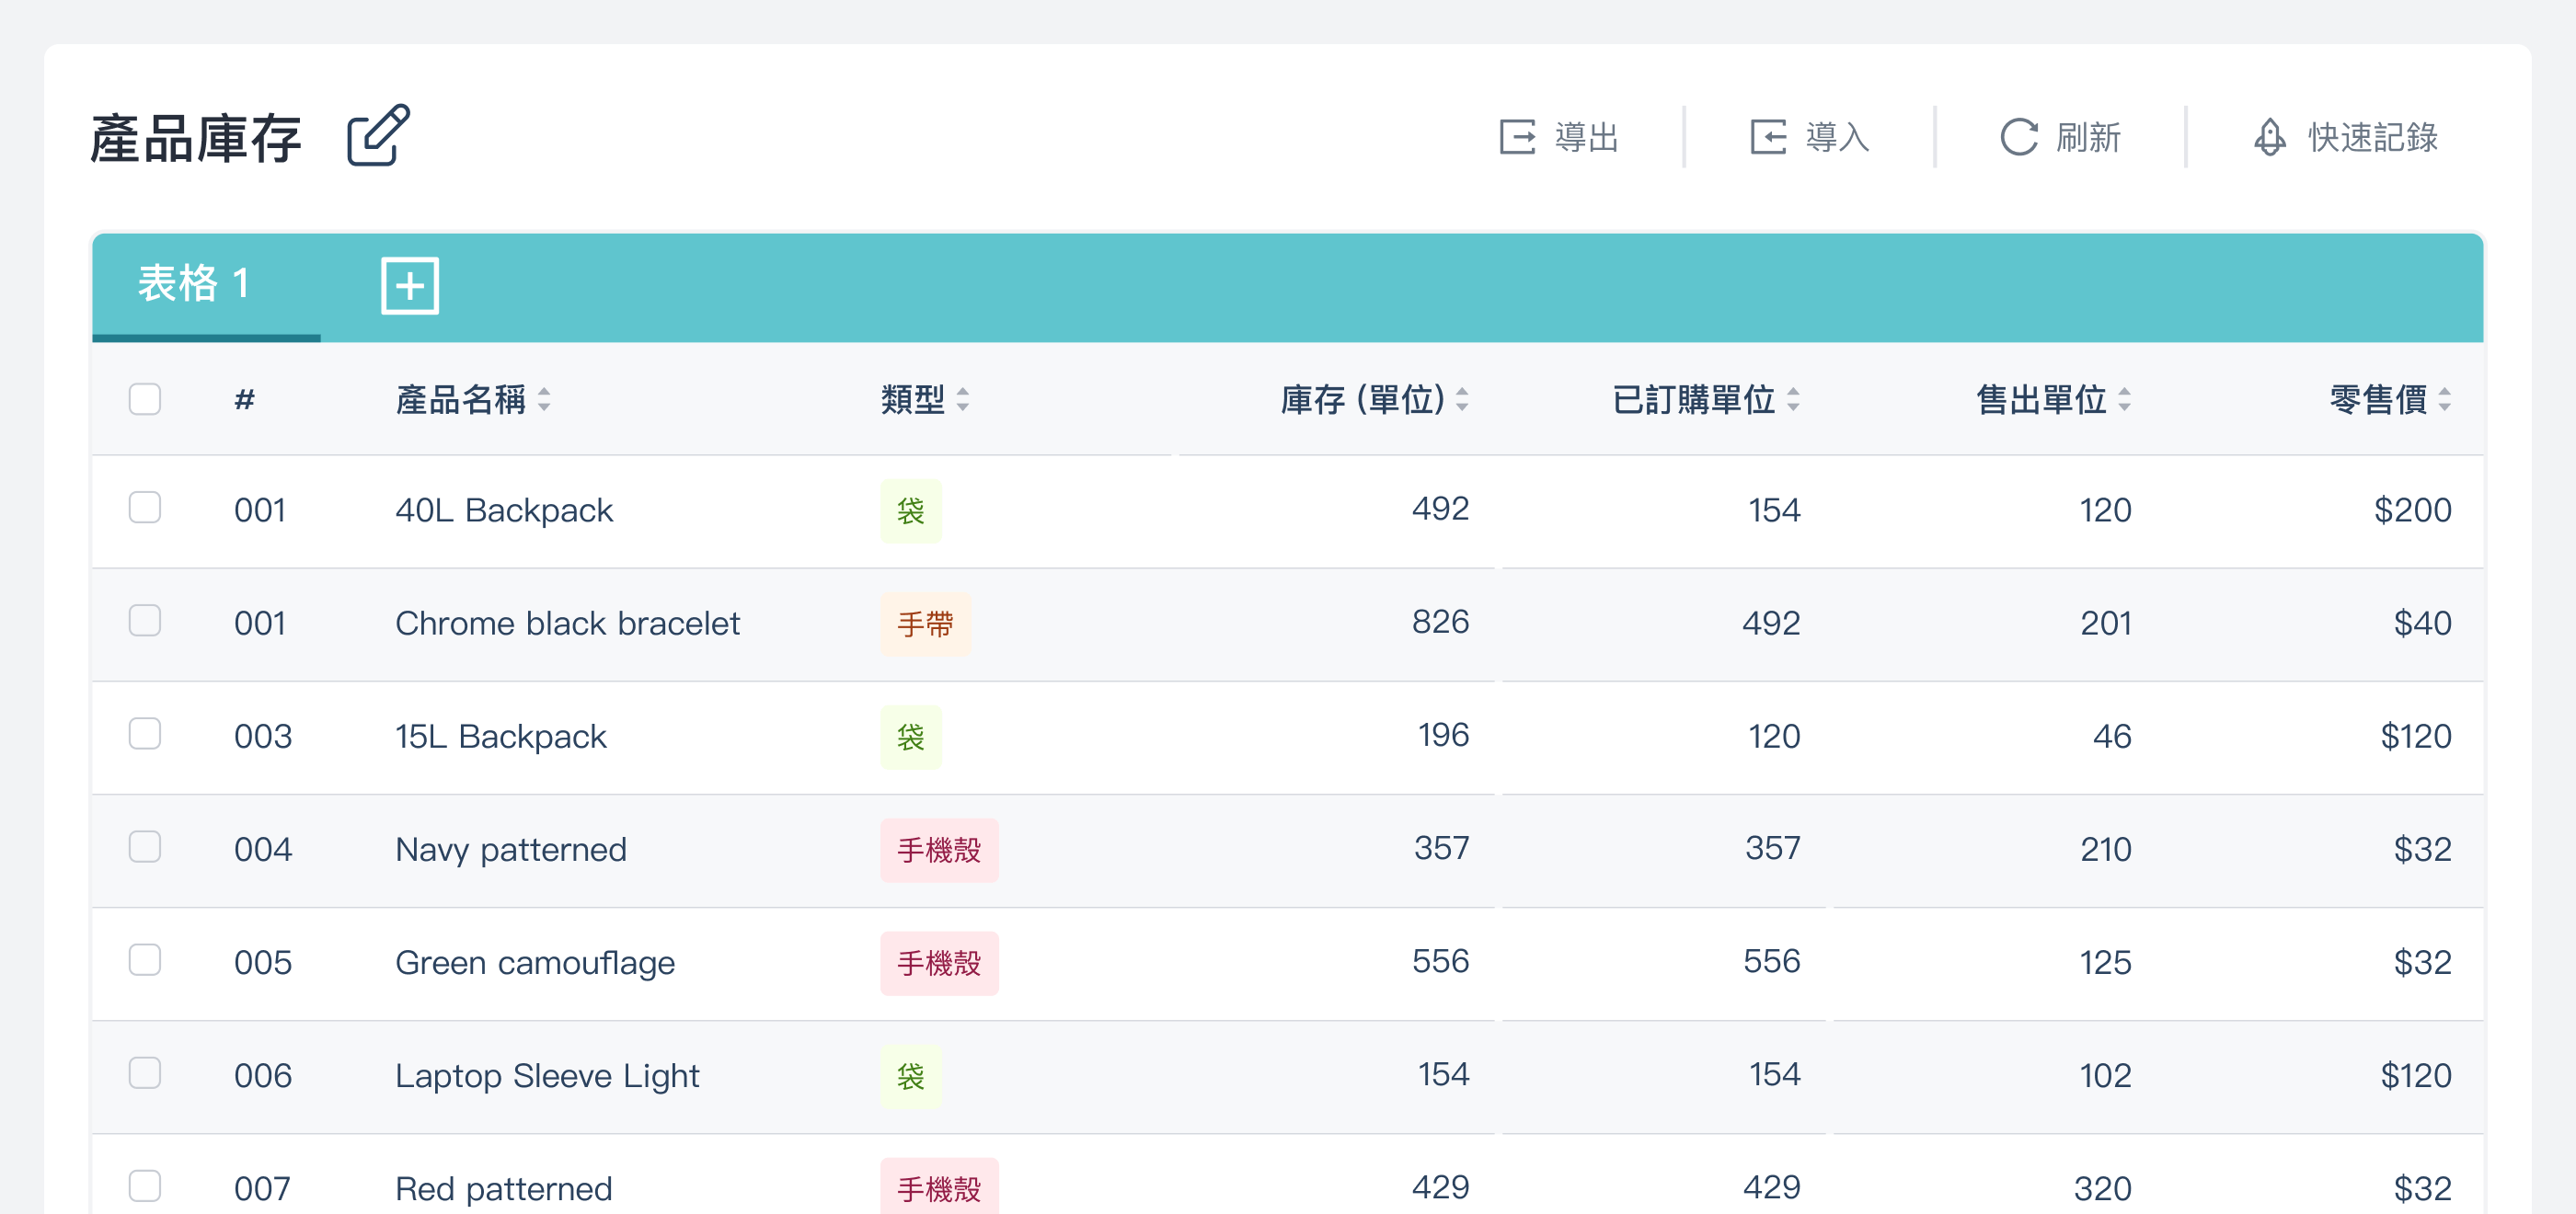 產品庫存
導出 導入 刷新 快速記錄
表格 1
# 產品名稱 類型 庫存 (單位) 已訂購單位 售出單位 零售價
001 40L Backpack 袋 492 154 120 $200
001 Chrome black bracelet 手帶 826 492 201 $40
003 15L Backpack 袋 196 120 46 $120
004 Navy patterned 手機殼 357 357 210 $32
005 Green camouflage 手機殼 556 556 125 $32
006 Laptop Sleeve Light 袋 154 154 102 $120
007 Red patterned 手機殼 429 429 320 $32